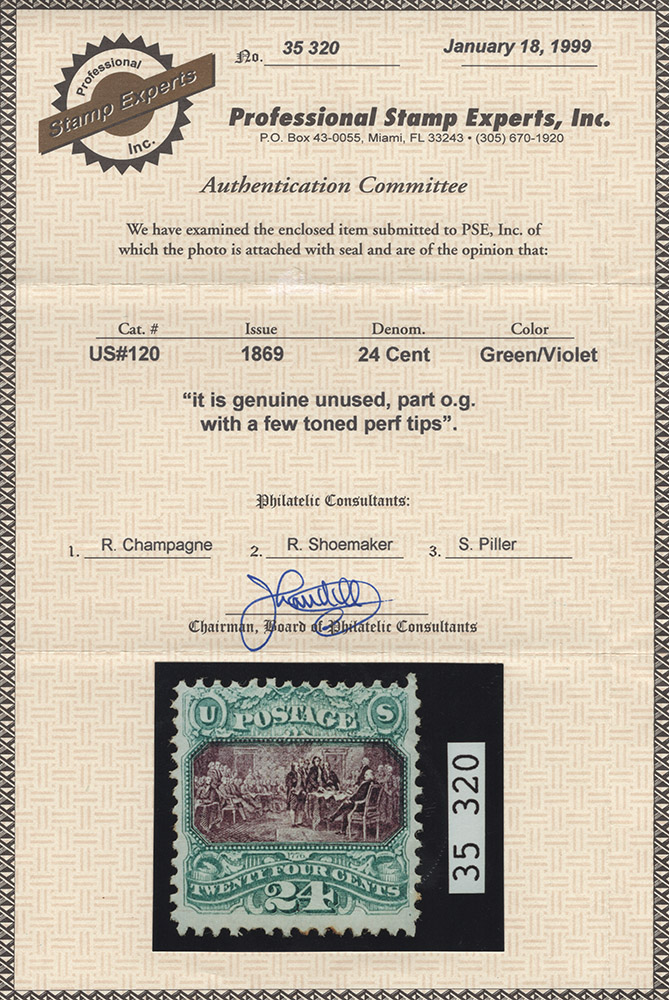 Professional
Stamp Experts
Inc.
No. 35 320
January 18, 1999
Professional Stamp Experts, Inc.
P.O. Box 43-0055, Miami, FL 33243 • (305) 670-1920
Authentication Committee
We have examined the enclosed item submitted to PSE, Inc. of
which the photo is attached with seal and are of the opinion that:
Cat. # Issue Denom. Color
US#120 1869 24 Cent Green/Violet
“it is genuine unused, part o.g.
with a few toned perf tips”.
Philatelic Consultants:
1. R. Champagne 2. R. Shoemaker 3. S. Piller
Chairman, Board of Philatelic Consultants
U POSTAGE S
1776
TWENTY FOUR CENTS
24
35 320